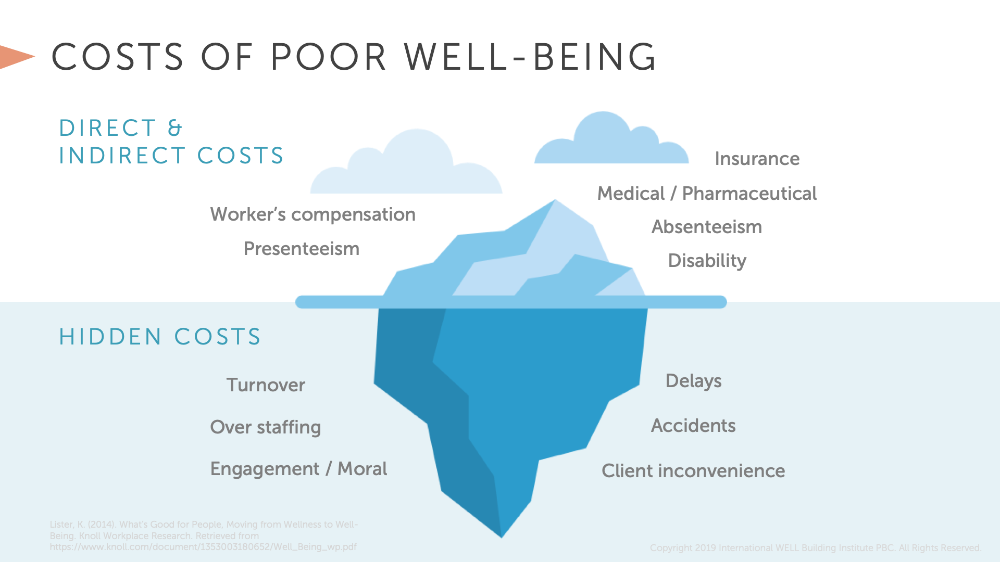 COSTS OF POOR WELL-BEING
DIRECT &
INDIRECT COSTS
Worker’s compensation
Presenteeism
Insurance
Medical / Pharmaceutical
Absenteeism
Disability
HIDDEN COSTS
Turnover
Over staffing
Engagement / Moral
Delays
Accidents
Client inconvenience
Lister, K. (2014). What's Good for People, Moving from Wellness to Well-
Being. Knoll Workplace Research. Retrieved from
https://www.knoll.com/document/1353003180652/Well_Being_wp.pdf
Copyright 2019 International WELL Building Institute PBC. All Rights Reserved.